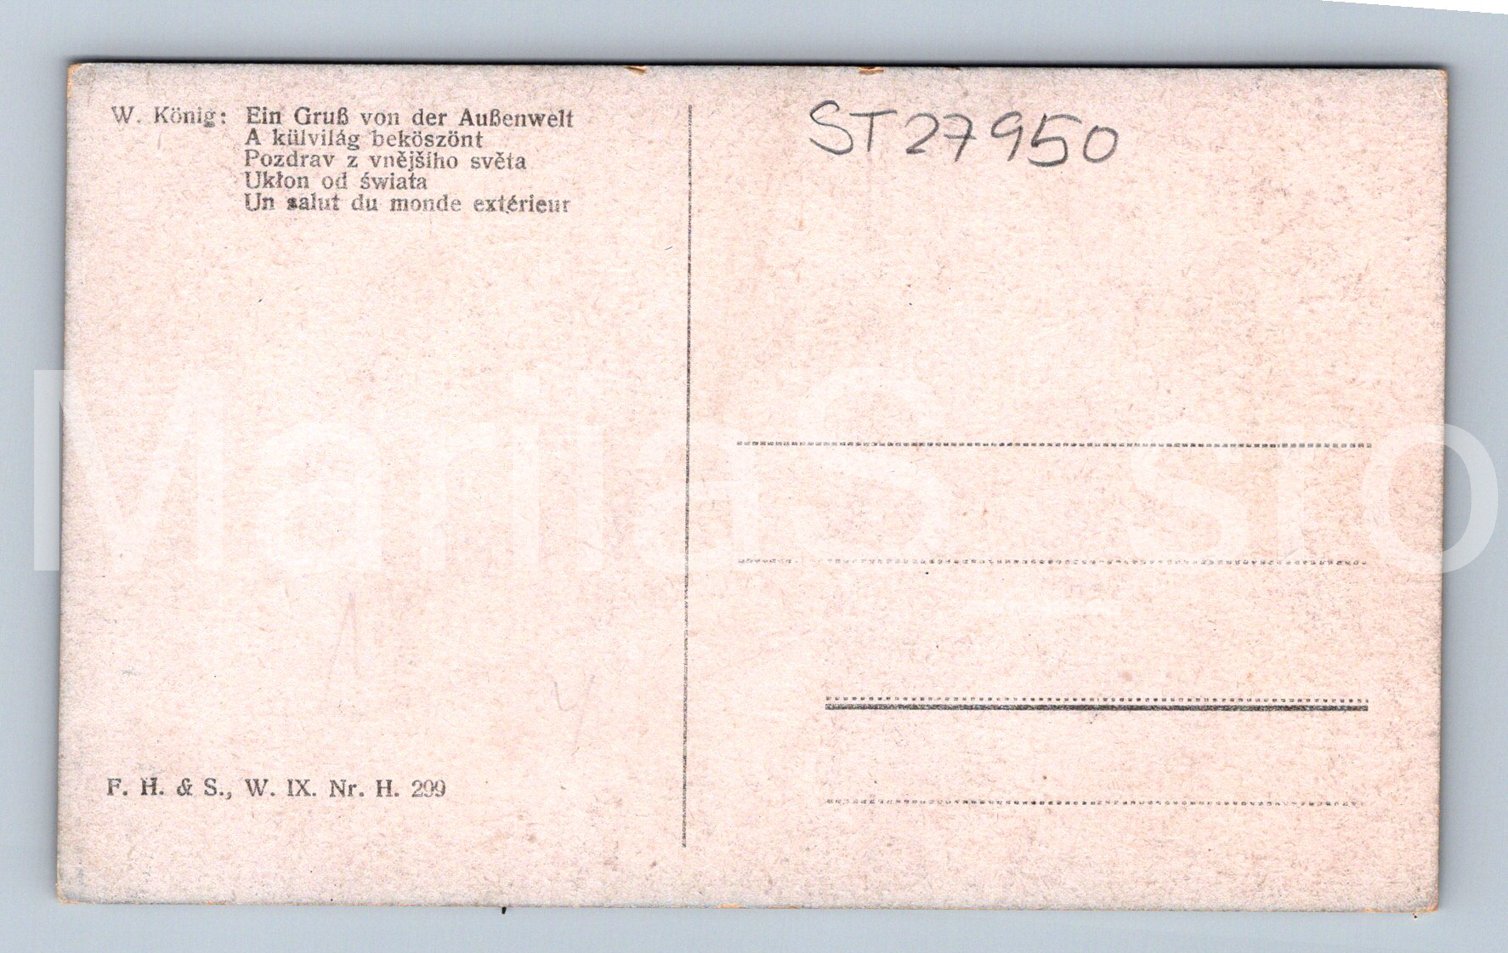 W. König: Ein Gruß von der Außenwelt
A külvilág beköszönt
Pozdrav z vnějšího světa
Ukłon od świata
Un salut du monde extérieur
ST27950
F. H. & S., W. IX. Nr. H. 299